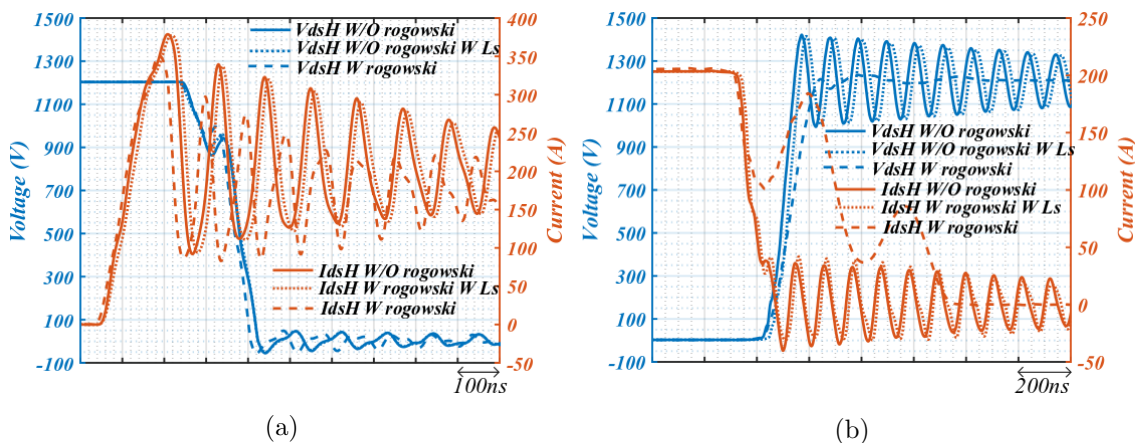 1500
1300
1100
900
700
500
300
100
-100
Voltage (V)
VdsH W/O rogowski
VdsH W/O rogowski W Ls
VdsH W rogowski
IdsH W/O rogowski
IdsH W rogowski W Ls
IdsH W rogowski
400
350
300
250
200
150
100
50
0
-50
Current (A)
100ns
(a)
1500
1300
1100
900
700
500
300
100
-100
Voltage (V)
VdsH W/O rogowski
VdsH W/O rogowski W Ls
VdsH W rogowski
IdsH W/O rogowski
IdsH W rogowski W Ls
IdsH W rogowski
250
200
150
100
50
0
-50
Current (A)
200ns
(b)